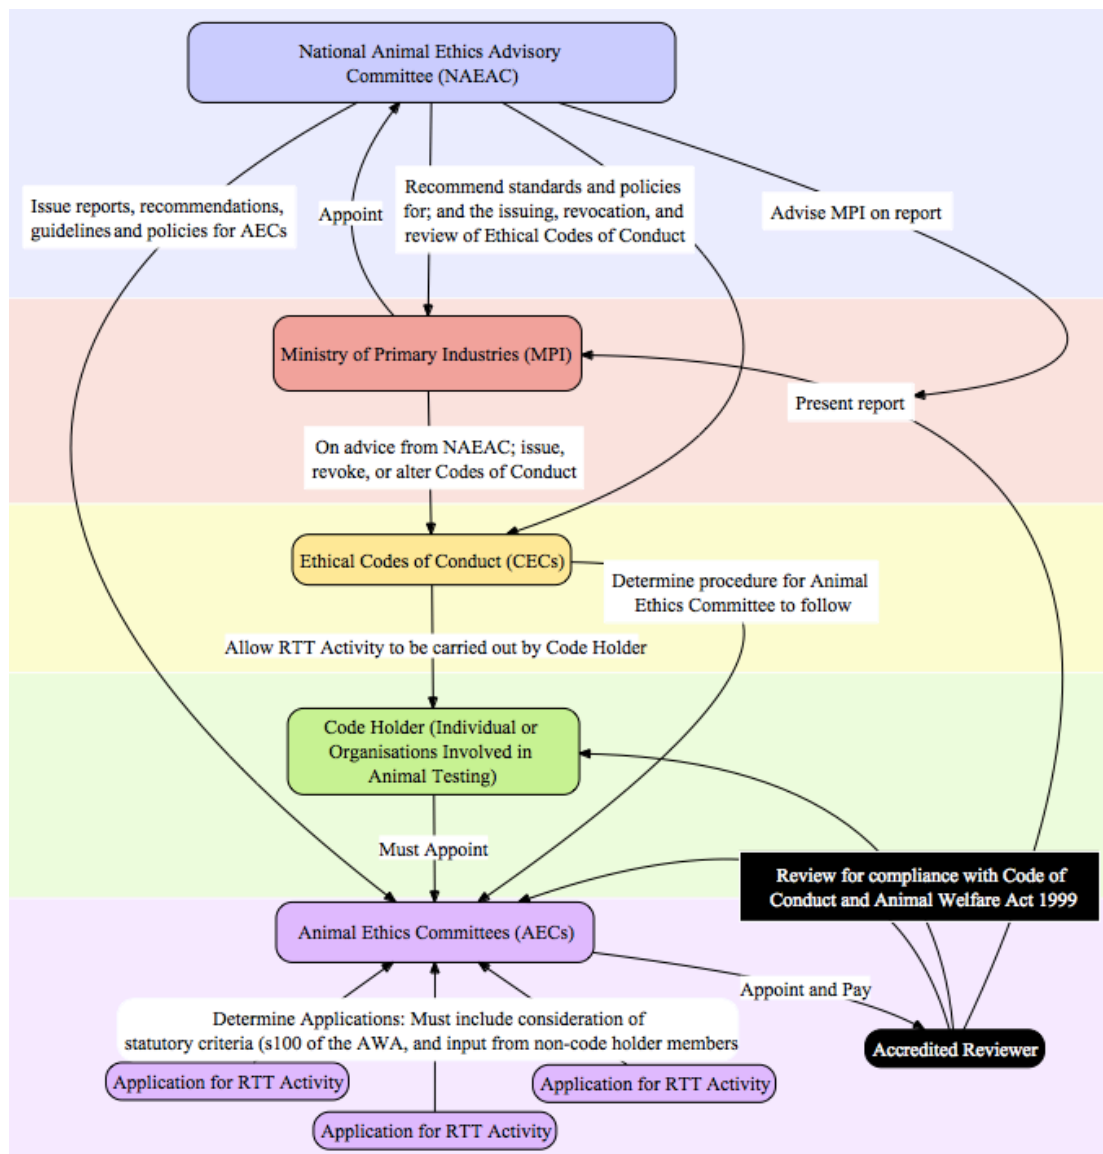 National Animal Ethics Advisory
Committee (NAEAC)
Issue reports, recommendations,
guidelines and policies for AECs
Appoint
Recommend standards and policies
for; and the issuing, revocation, and
review of Ethical Codes of Conduct
Advise MPI on report
Ministry of Primary Industries (MPI)
Present report
On advice from NAEAC; issue,
revoke, or alter Codes of Conduct
Ethical Codes of Conduct (CECs)
Determine procedure for Animal
Ethics Committee to follow
Allow RTT Activity to be carried out by Code Holder
Code Holder (Individual or
Organisations Involved in
Animal Testing)
Must Appoint
Review for compliance with Code of
Conduct and Animal Welfare Act 1999
Animal Ethics Committees (AECs)
Appoint and Pay
Determine Applications: Must include consideration of
statutory criteria (s100 of the AWA, and input from non-code holder members
Accredited Reviewer
Application for RTT Activity
Application for RTT Activity
Application for RTT Activity